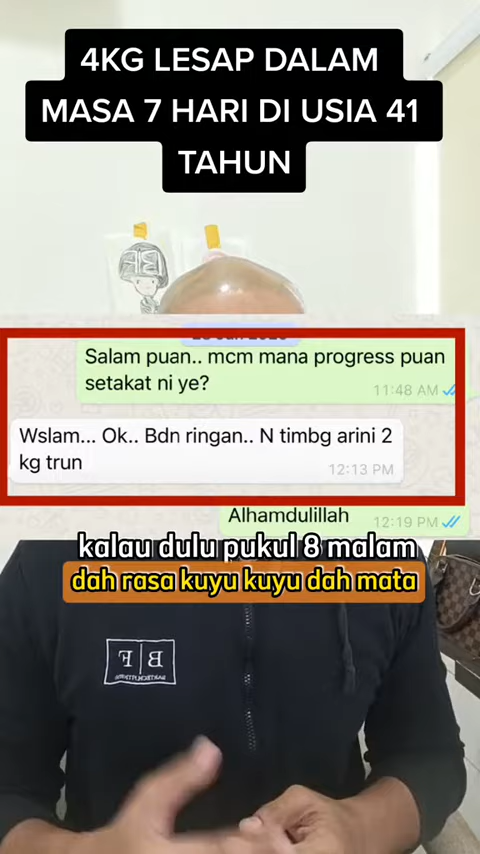 4KG LESAP DALAM
MASA 7 HARI DI USIA 41
TAHUN
Salam puan.. mcm mana progress puan
setakat ni ye?
11:48 AM
Wslam... Ok.. Bdn ringan.. N timbg arini 2
kg trun
12:13 PM
Alhamdulillah
12:19 PM
kalau dulu pukul 8 malam
dah rasa kuyu kuyu dah mata
BF